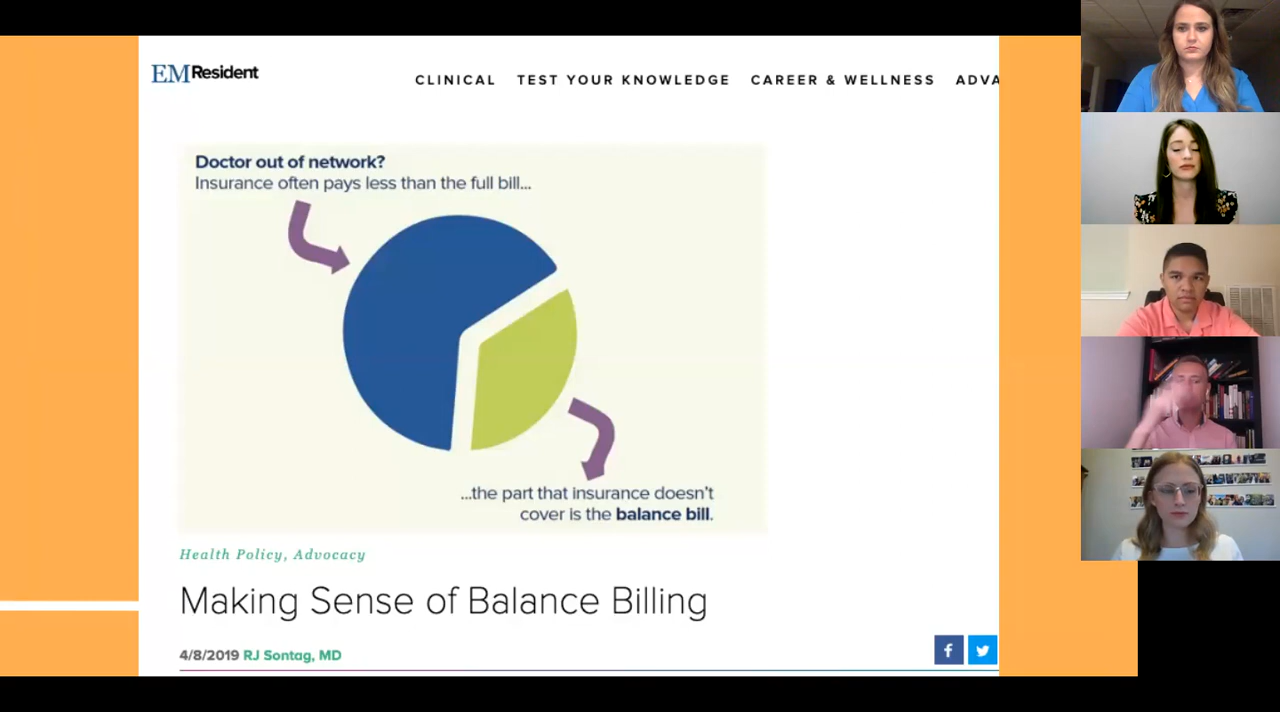 EMResident
CLINICAL TEST YOUR KNOWLEDGE CAREER & WELLNESS ADVA
Doctor out of network?
Insurance often pays less than the full bill...
...the part that insurance doesn't
cover is the balance bill.
Health Policy, Advocacy
Making Sense of Balance Billing
4/8/2019 RJ Sontag, MD